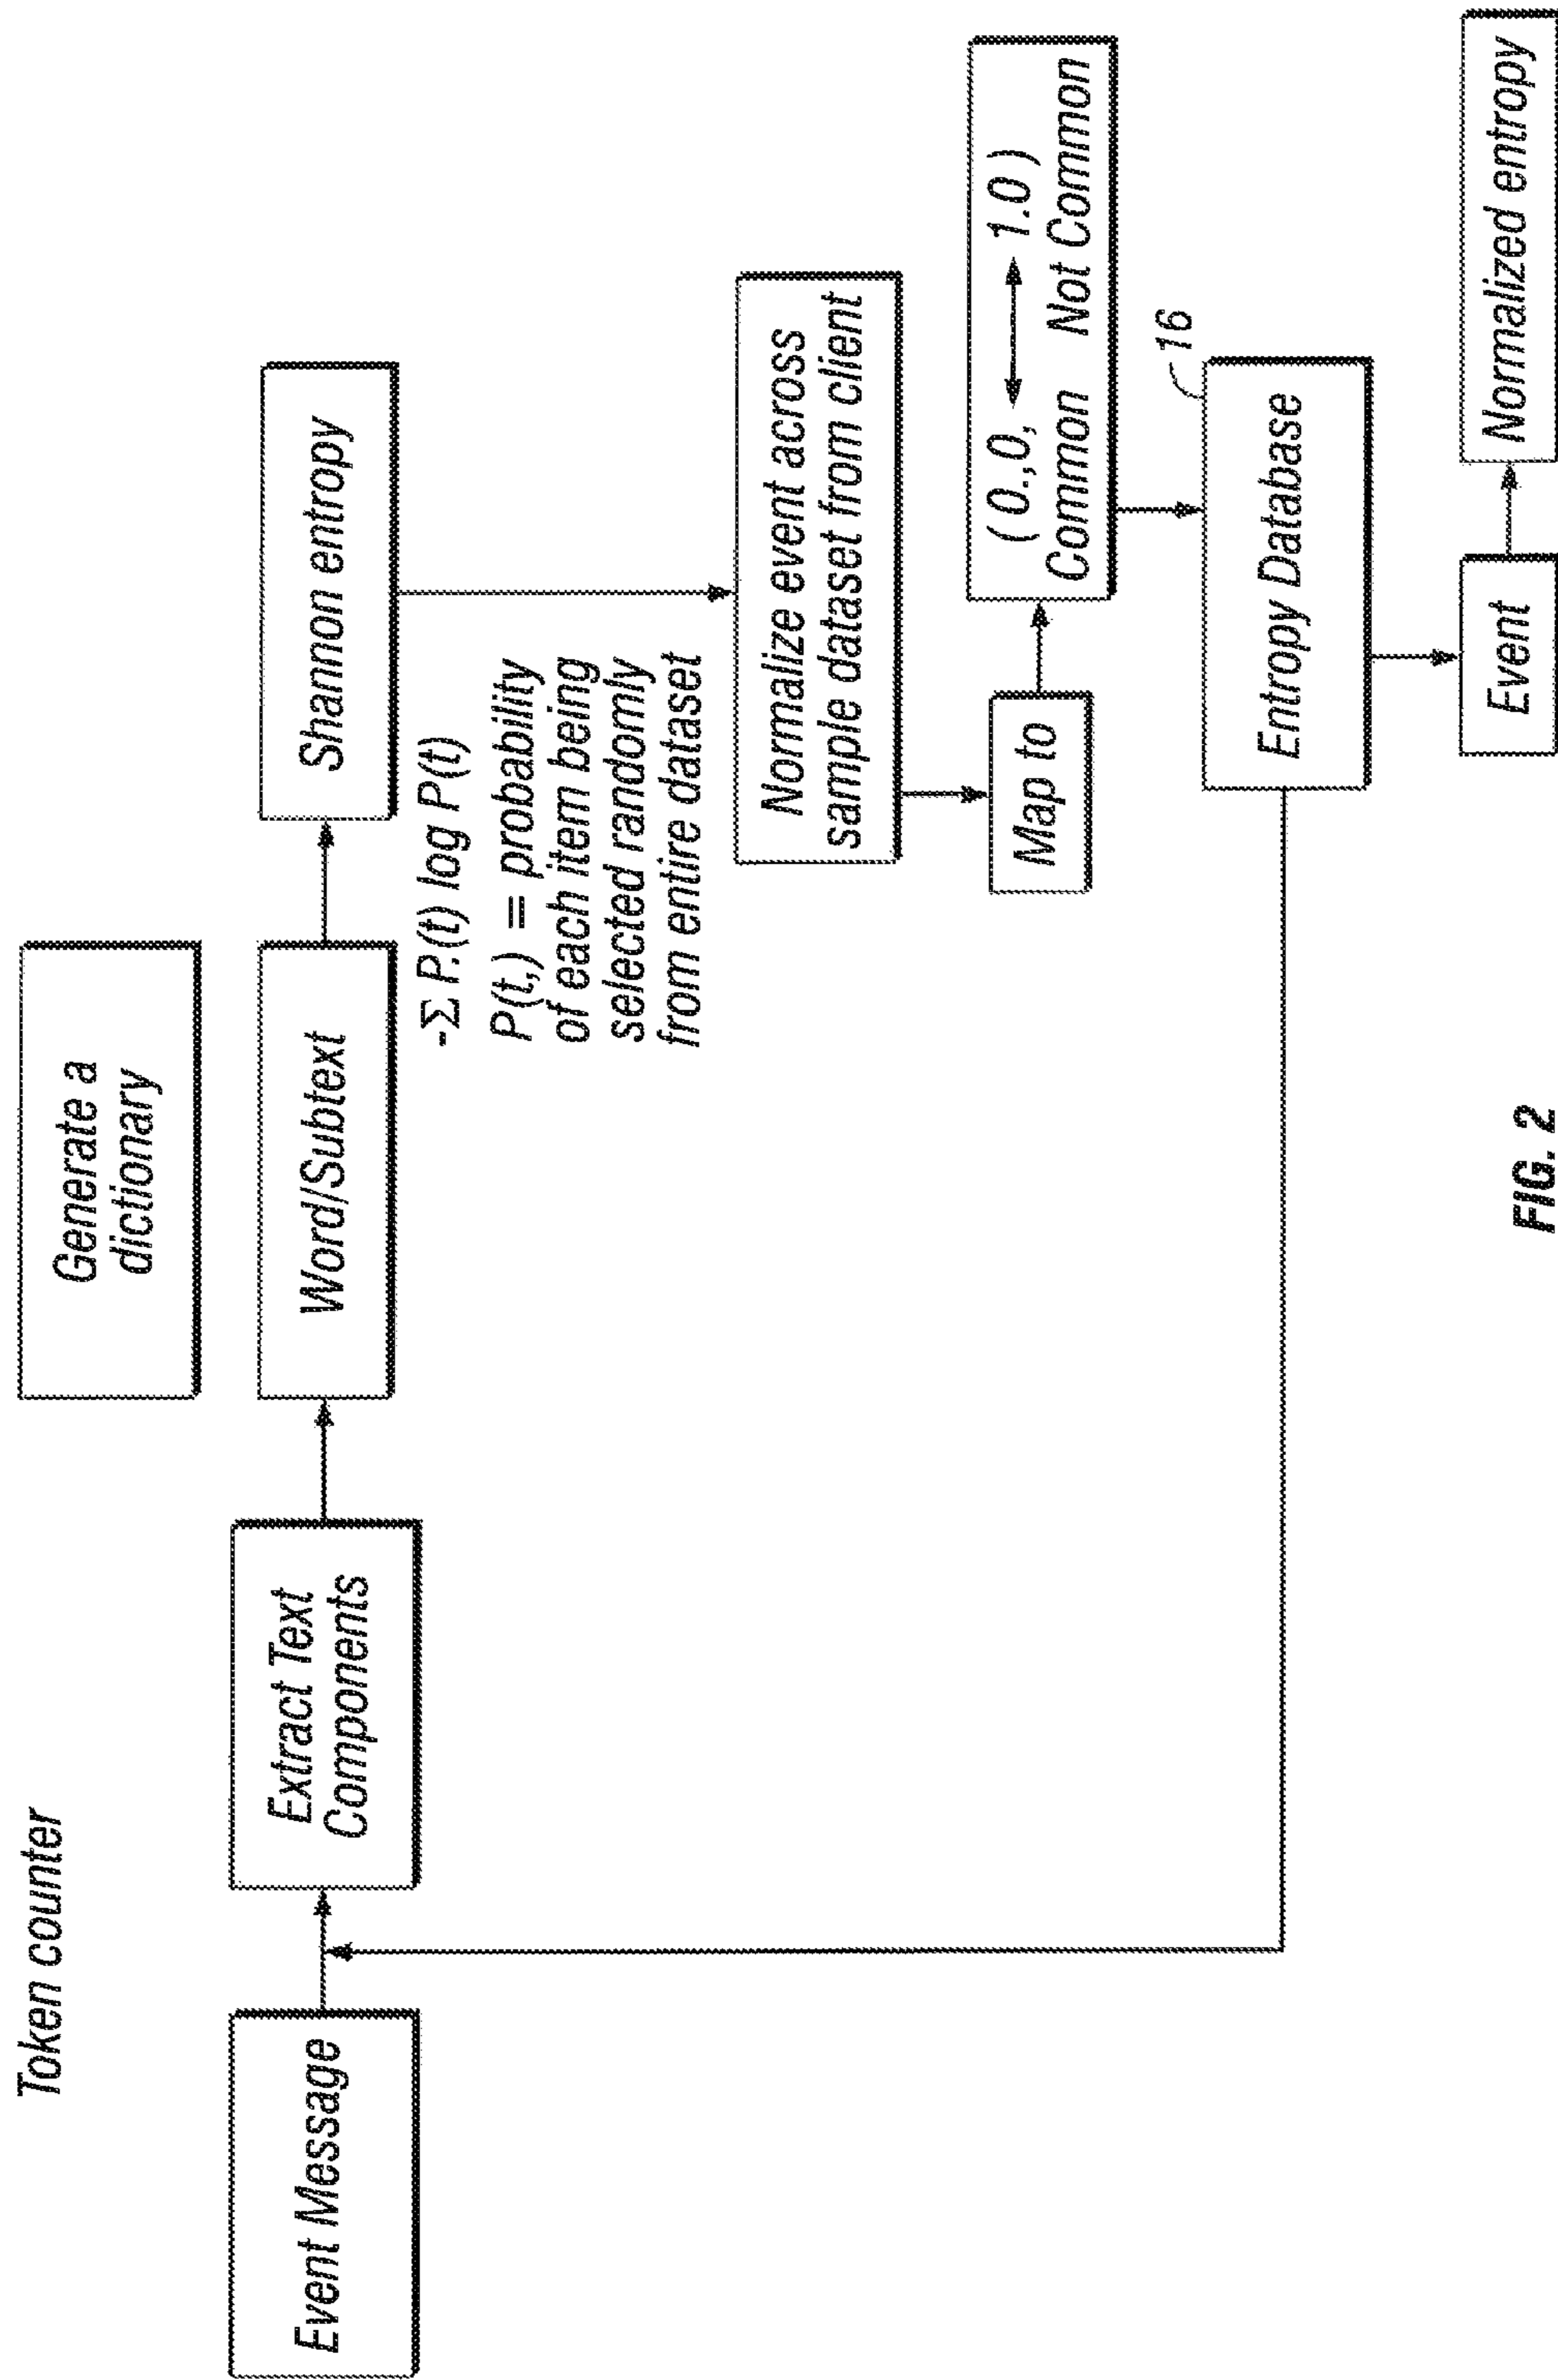 Token counter
Generate a
dictionary
Event Message
Extract Text
Components
Word/Subtext
Shannon entropy
-Σ P.(t) log P(t)
P(t,) = probability
of each item being
selected randomly
from entire dataset
Normalize event across
sample dataset from client
Map to
( 0.,0, 1.0 )
Common Not Common
16
Entropy Database
Event
Normalized entropy
FIG. 2